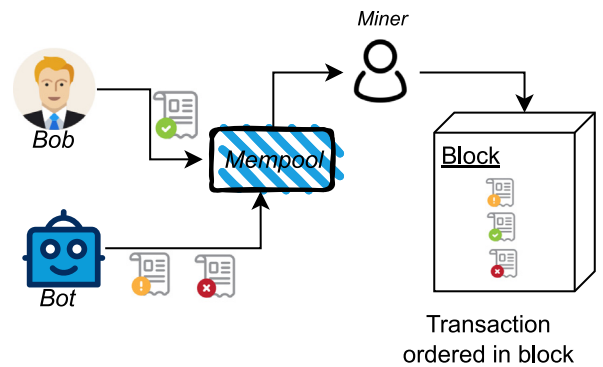 Miner
Bob
Mempool
Block
Bot
Transaction
ordered in block